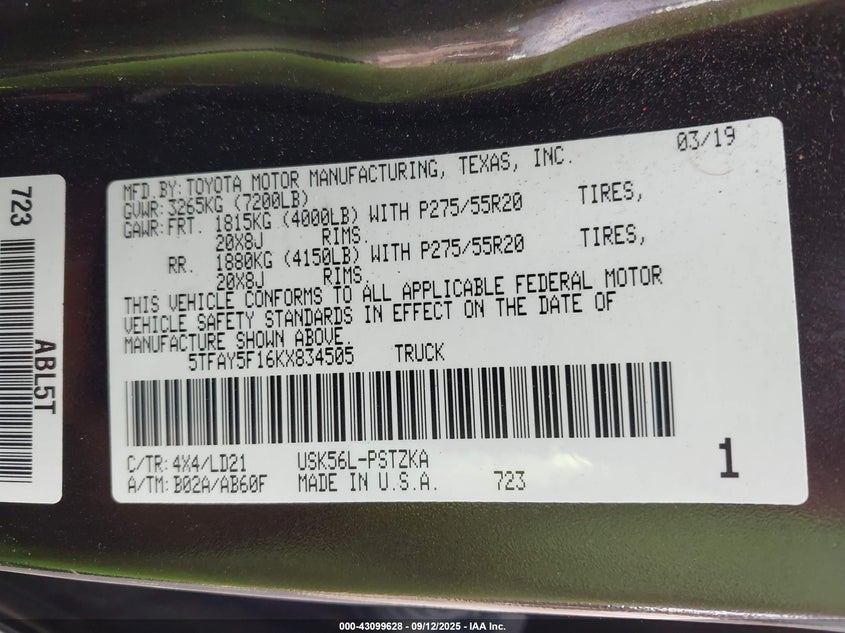 MFD.BY:TOYOTA MOTOR MANUFACTURING, TEXAS, INC. 03/19
GVWR:3265KG (7200LB)
GAWR:FRT. 1815KG (4000LB) WITH P275/55R20 TIRES,
20X8J RIMS,
RR. 1880KG (4150LB) WITH P275/55R20 TIRES,
20X8J RIMS,
THIS VEHICLE CONFORMS TO ALL APPLICABLE FEDERAL MOTOR
VEHICLE SAFETY STANDARDS IN EFFECT ON THE DATE OF
MANUFACTURE SHOWN ABOVE.
5TFAY5F16KX834505 TRUCK
C/TR:4X4/LD21 USK56L-PSTZKA
A/TM:B02A/AB60F MADE IN U.S.A. 723
1
723
ABL5T
000-43099628 - 09/12/2025 - IAA Inc.